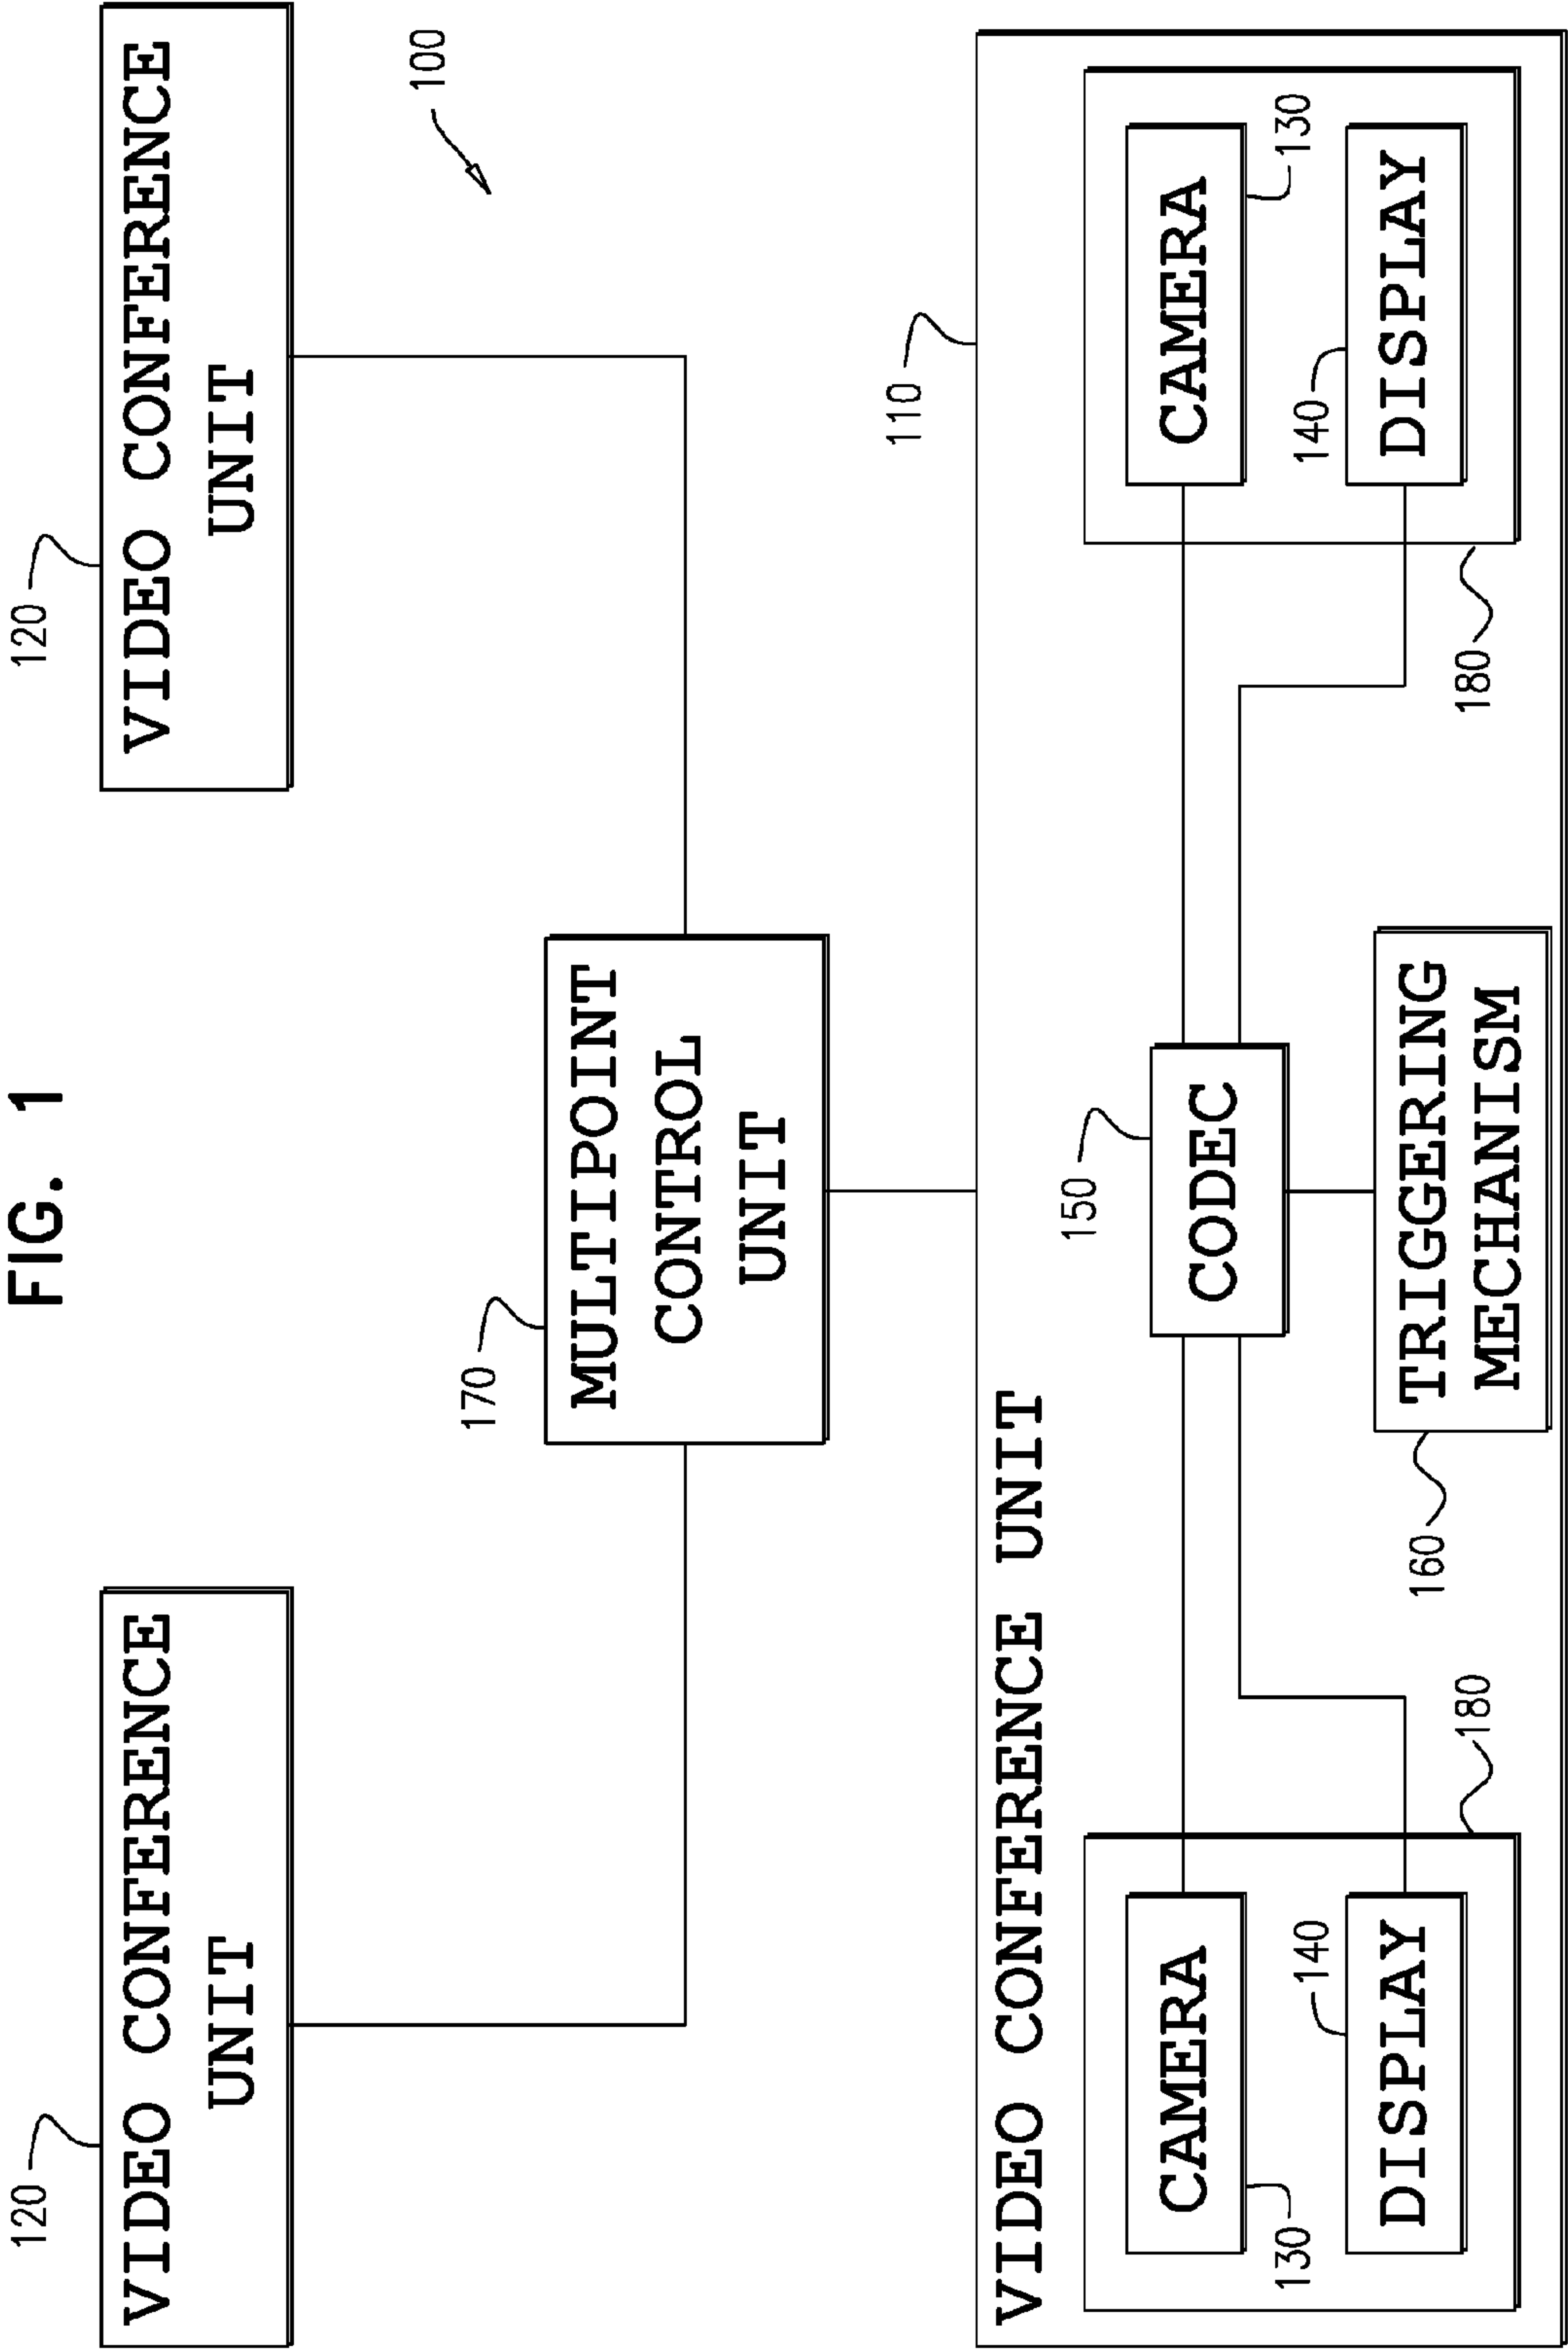 FIG. 1
120
VIDEO CONFERENCE
UNIT
120
VIDEO CONFERENCE
UNIT
100
170
MULTIPOINT
CONTROL
UNIT
110
VIDEO CONFERENCE UNIT
150
CODEC
CAMERA
130
140
DISPLAY
180
CAMERA
130
140
DISPLAY
180
160
TRIGGERING
MECHANISM